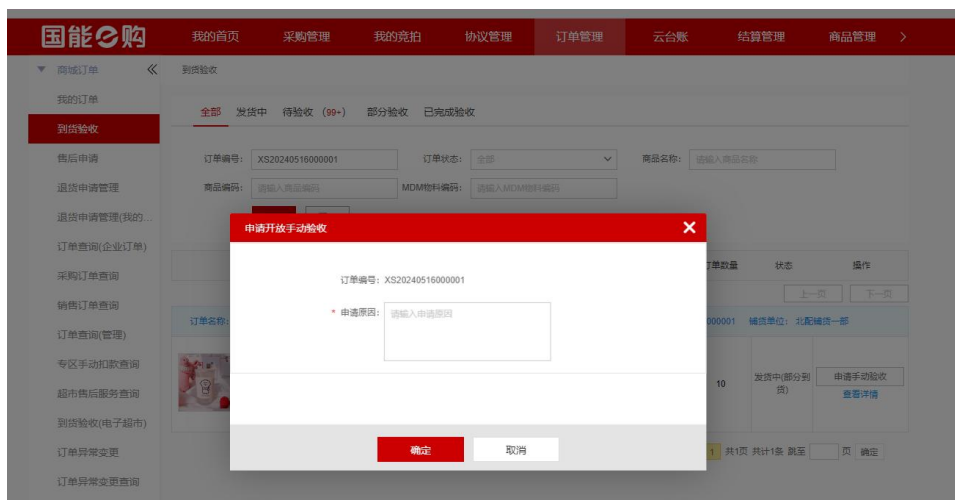 国能e购
我的首页 采购管理 我的竞拍 协议管理 订单管理 云台账 结算管理 商品管理 >
商城订单
我的订单
到货验收
售后申请
退货申请管理
退货申请管理(我的...
订单查询(企业订单)
采购订单查询
销售订单查询
订单查询(管理)
专区手动扣款查询
超市售后服务查询
到货验收(电子超市)
订单异常变更
订单异常变更查询
到货验收
全部 发货中 待验收 (99+) 部分验收 已完成验收
订单编号: XS20240516000001 订单状态: 全部 商品名称: 请输入商品名称
商品编码: 请输入商品编码 MDM物料编码: 请输入MDM物料编码
申请开放手动验收
订单编号: XS20240516000001
* 申请原因: 请输入申请原因
确定 取消
订单数量 状态 操作
上一页 下一页
订单名称: 000001 铺货单位: 北配铺货一部
10 发货中(部分到货) 申请手动验收
查看详情
1 共1页 共计1条 跳至 页 确定